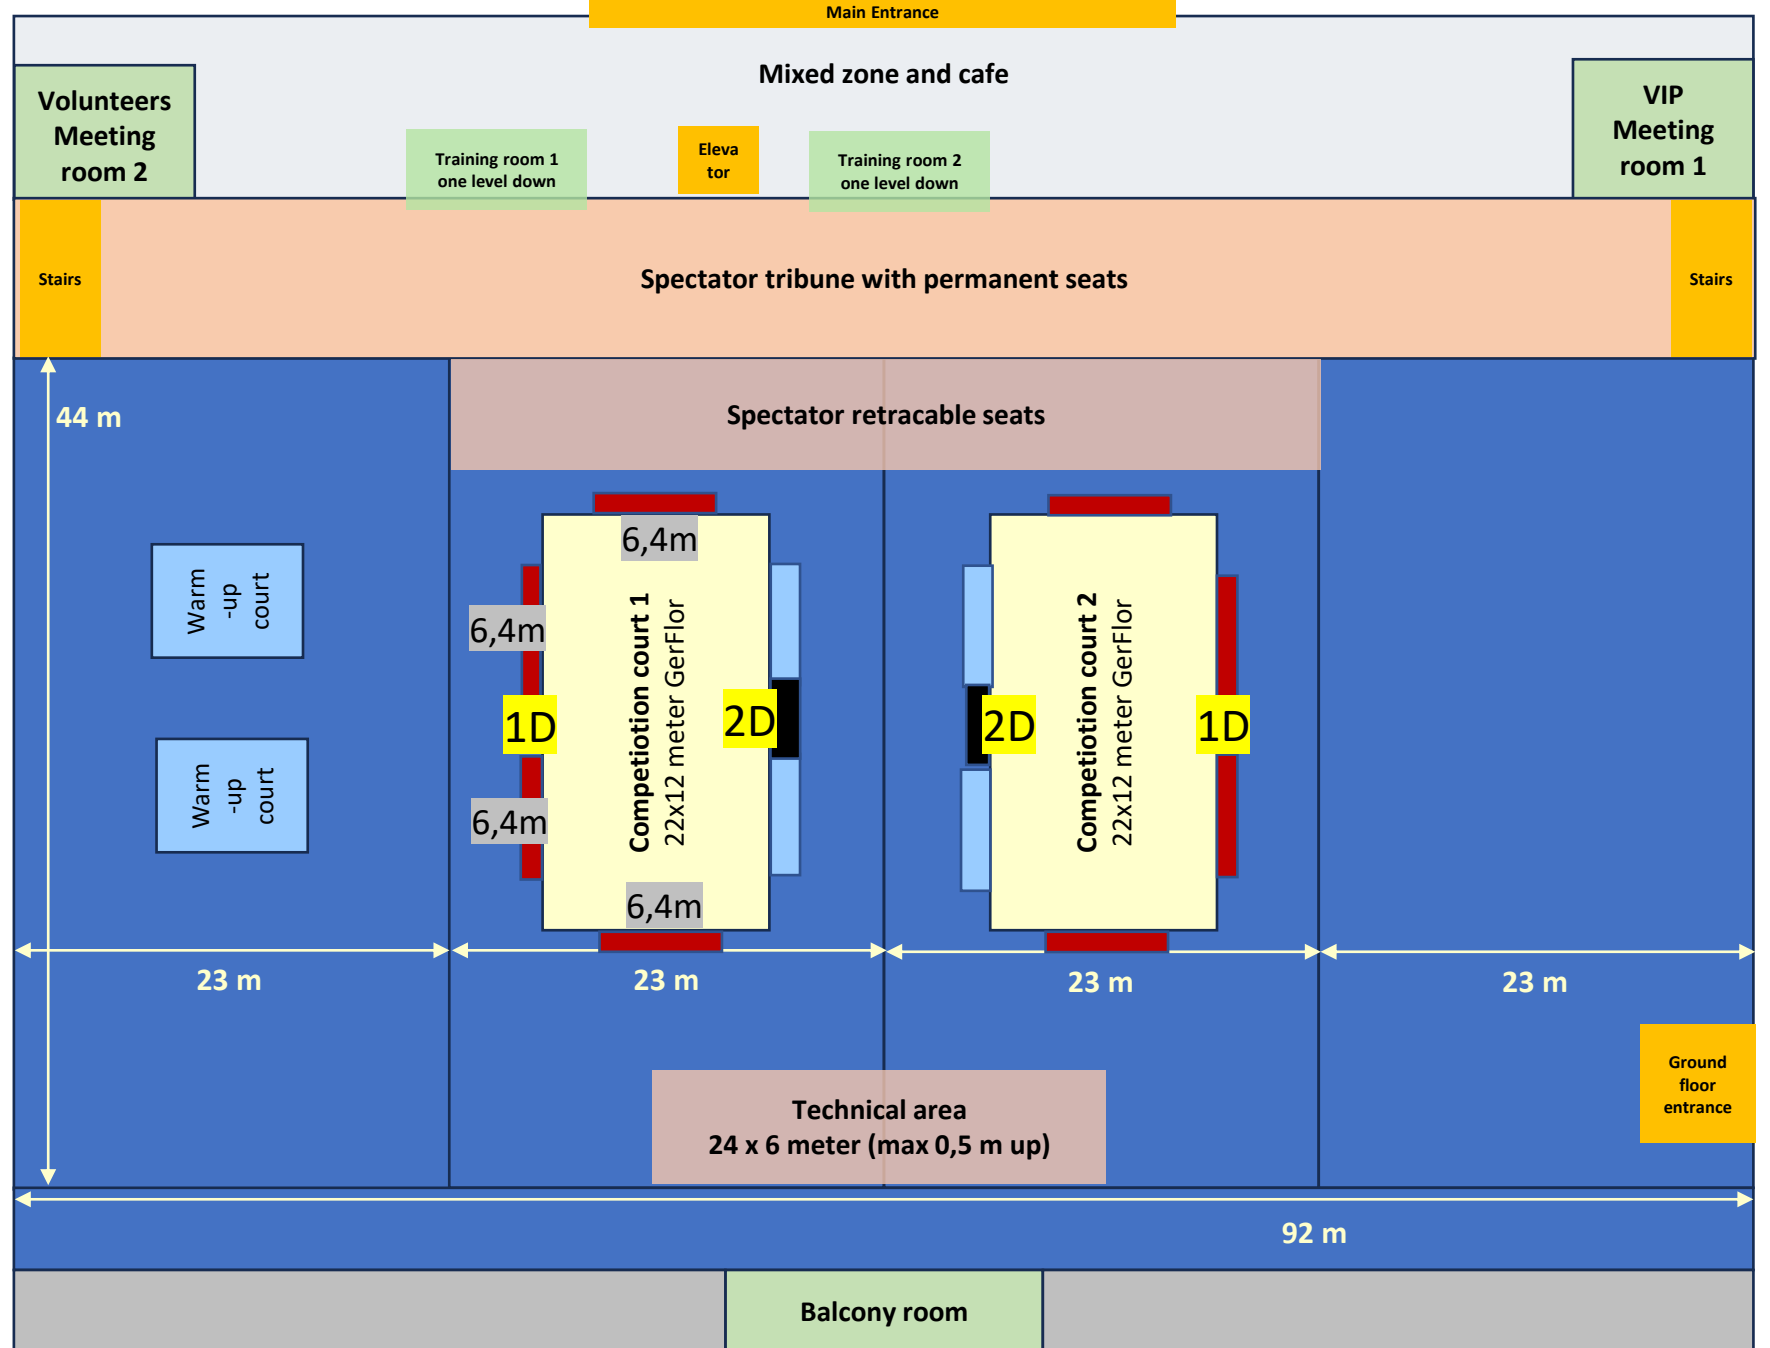 Main Entrance
Mixed zone and cafe
Volunteers
Meeting
room 2
VIP
Meeting
room 1
Training room 1
one level down
Eleva
tor
Training room 2
one level down
Stairs
Spectator tribune with permanent seats
Stairs
44 m
Spectator retracable seats
Warm
-up
court
Warm
-up
court
6,4m
6,4m
1D
6,4m
6,4m
Competiotion court 1
22x12 meter GerFlor
2D
2D
Competiotion court 2
22x12 meter GerFlor
1D
23 m
23 m
23 m
23 m
Ground
floor
entrance
Technical area
24 x 6 meter (max 0,5 m up)
92 m
Balcony room